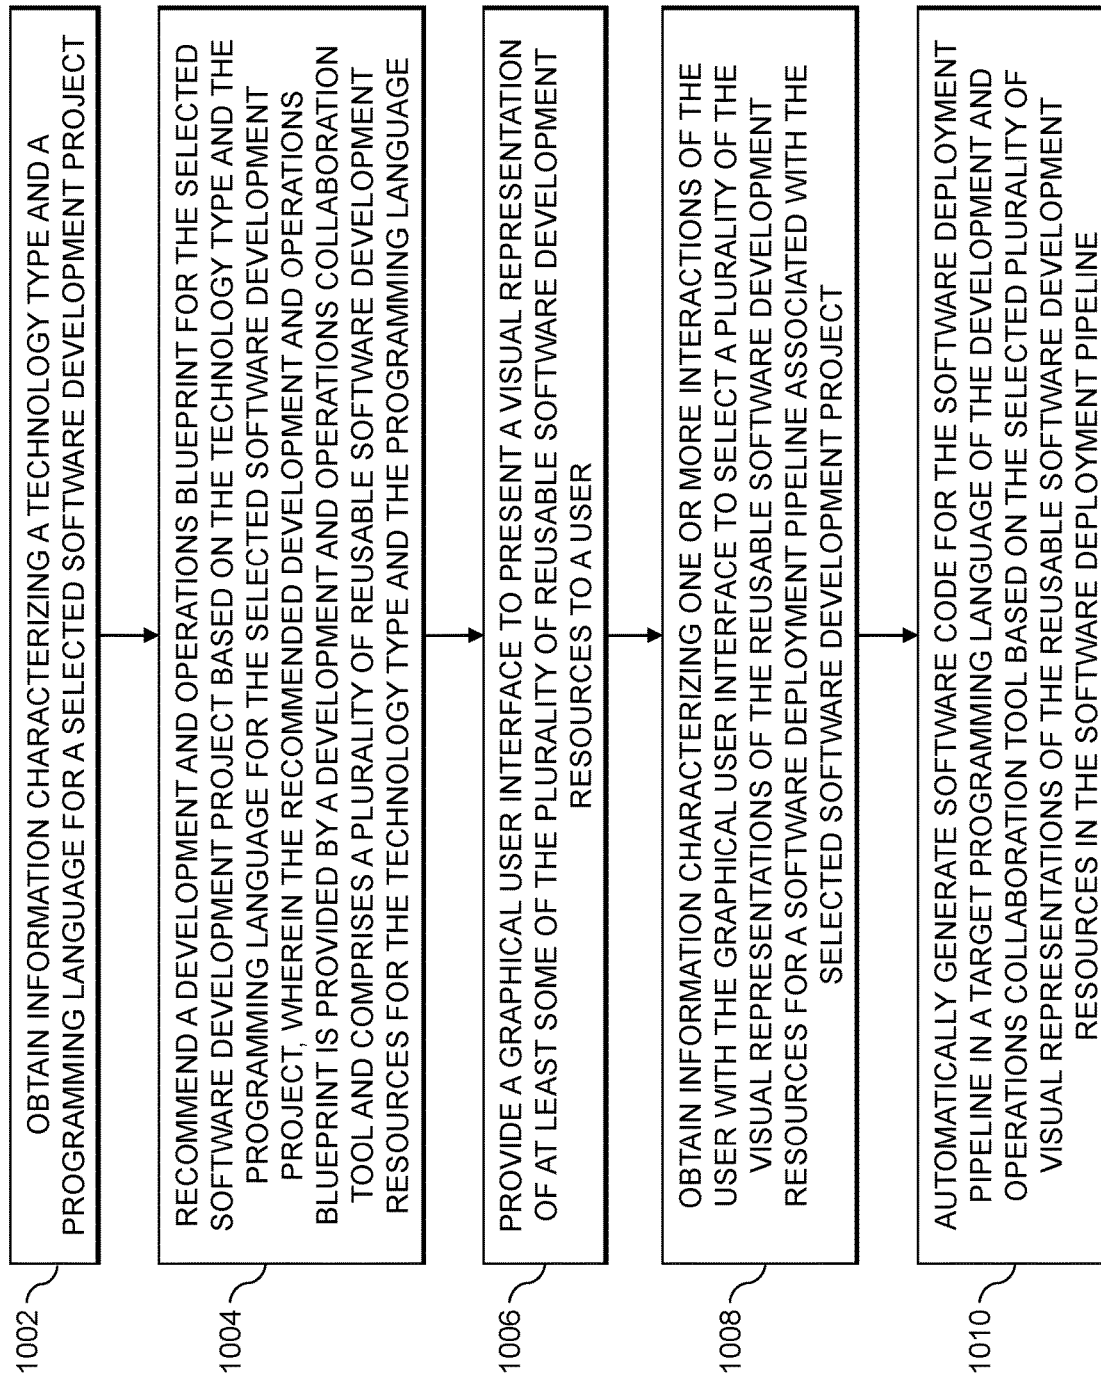 1002
OBTAIN INFORMATION CHARACTERIZING A TECHNOLOGY TYPE AND A
PROGRAMMING LANGUAGE FOR A SELECTED SOFTWARE DEVELOPMENT PROJECT
1004
RECOMMEND A DEVELOPMENT AND OPERATIONS BLUEPRINT FOR THE SELECTED
SOFTWARE DEVELOPMENT PROJECT BASED ON THE TECHNOLOGY TYPE AND THE
PROGRAMMING LANGUAGE FOR THE SELECTED SOFTWARE DEVELOPMENT
PROJECT, WHEREIN THE RECOMMENDED DEVELOPMENT AND OPERATIONS
BLUEPRINT IS PROVIDED BY A DEVELOPMENT AND OPERATIONS COLLABORATION
TOOL AND COMPRISES A PLURALITY OF REUSABLE SOFTWARE DEVELOPMENT
RESOURCES FOR THE TECHNOLOGY TYPE AND THE PROGRAMMING LANGUAGE
1006
PROVIDE A GRAPHICAL USER INTERFACE TO PRESENT A VISUAL REPRESENTATION
OF AT LEAST SOME OF THE PLURALITY OF REUSABLE SOFTWARE DEVELOPMENT
RESOURCES TO A USER
1008
OBTAIN INFORMATION CHARACTERIZING ONE OR MORE INTERACTIONS OF THE
USER WITH THE GRAPHICAL USER INTERFACE TO SELECT A PLURALITY OF THE
VISUAL REPRESENTATIONS OF THE REUSABLE SOFTWARE DEVELOPMENT
RESOURCES FOR A SOFTWARE DEPLOYMENT PIPELINE ASSOCIATED WITH THE
SELECTED SOFTWARE DEVELOPMENT PROJECT
1010
AUTOMATICALLY GENERATE SOFTWARE CODE FOR THE SOFTWARE DEPLOYMENT
PIPELINE IN A TARGET PROGRAMMING LANGUAGE OF THE DEVELOPMENT AND
OPERATIONS COLLABORATION TOOL BASED ON THE SELECTED PLURALITY OF
VISUAL REPRESENTATIONS OF THE REUSABLE SOFTWARE DEVELOPMENT
RESOURCES IN THE SOFTWARE DEPLOYMENT PIPELINE